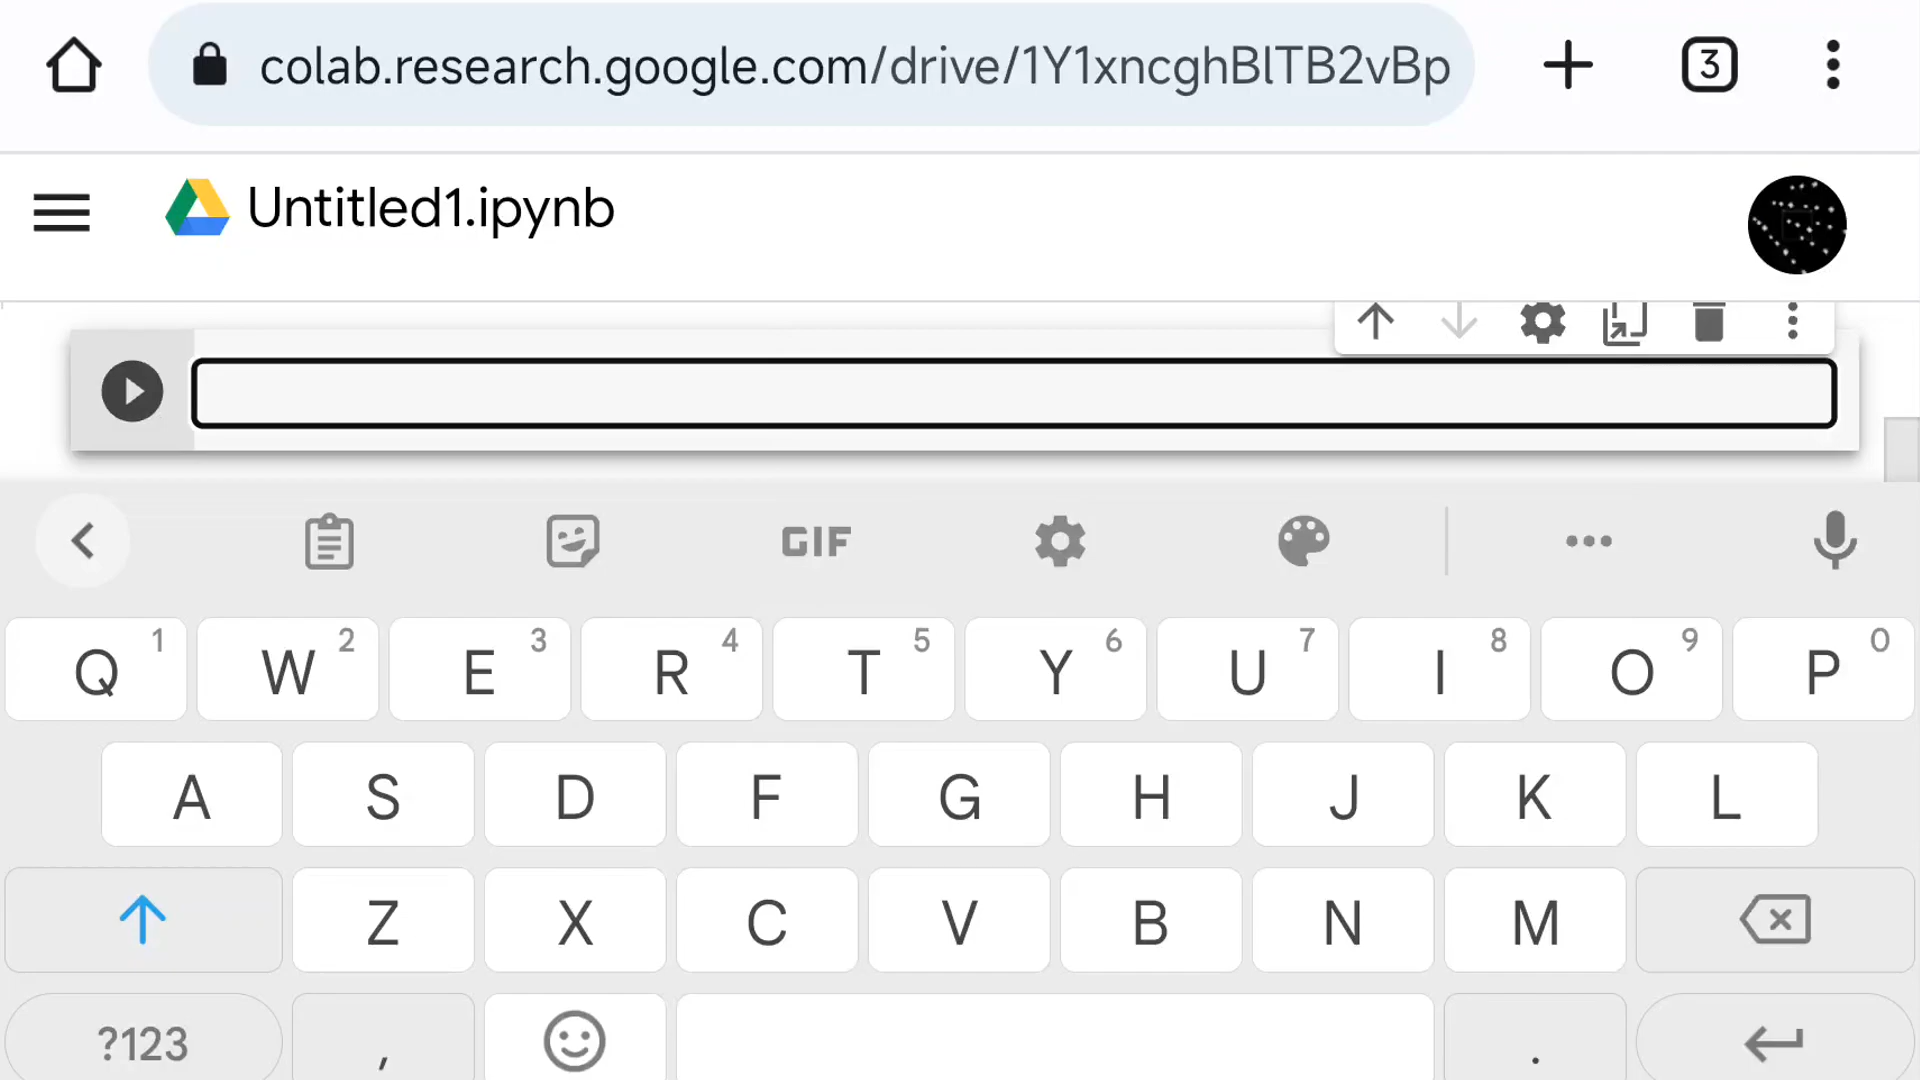 colab.research.google.com/drive/1Y1xncghBlTB2vBp
3
Untitled1.ipynb
GIF
Q 1 W 2 E 3 R 4 T 5 Y 6 U 7 I 8 O 9 P 0
A S D F G H J K L
Z X C V B N M
?123 , .